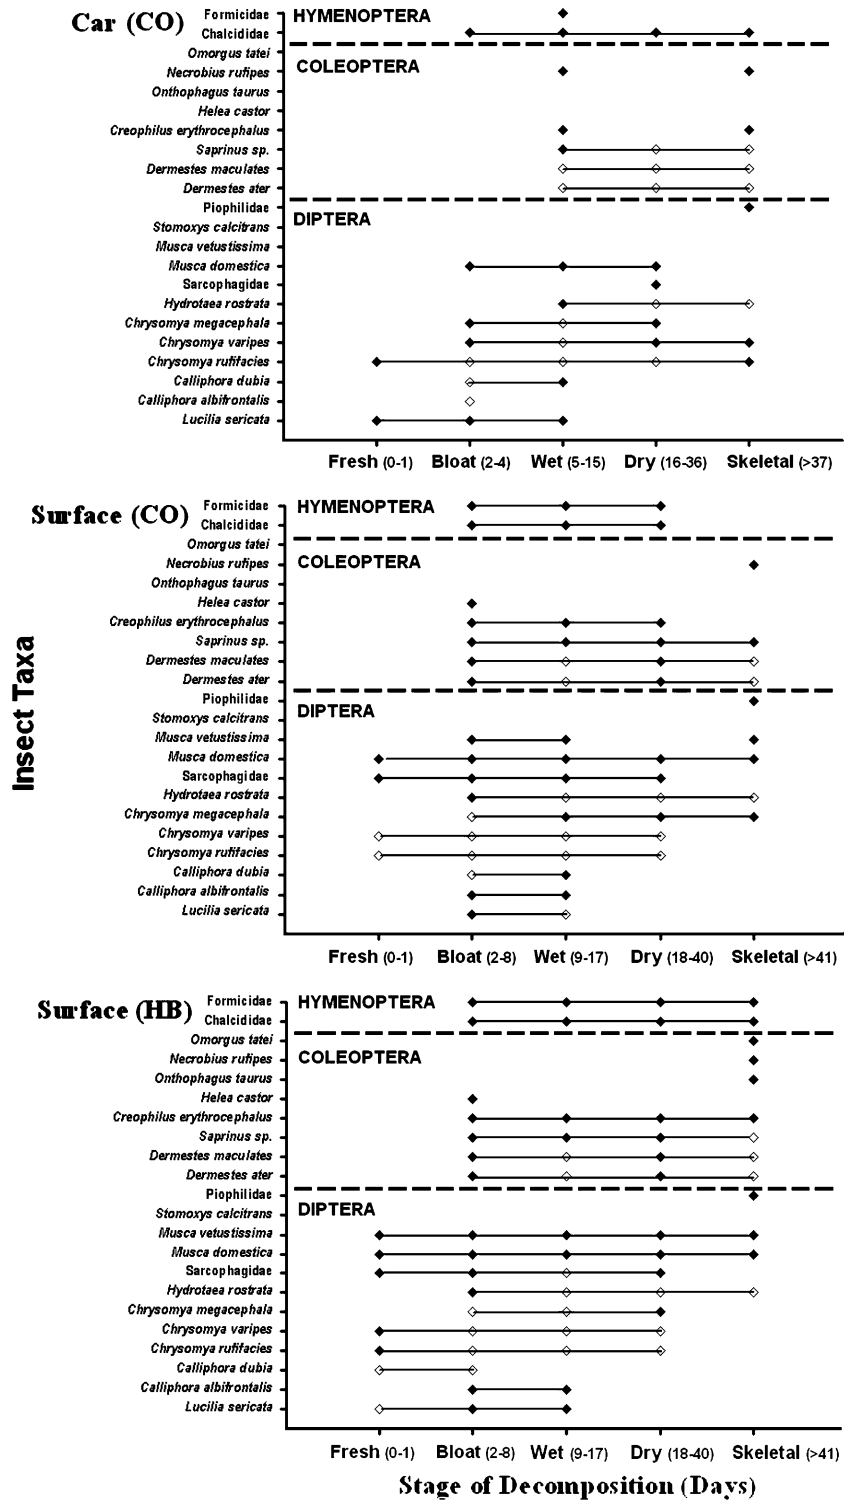 Car (CO)
Formicidae
HYMENOPTERA
Chalcididae
Omorgus tatei
COLEOPTERA
Necrobius rufipes
Onthophagus taurus
Helea castor
Creophilus erythrocephalus
Saprinus sp.
Dermestes maculates
Dermestes ater
Piophilidae
DIPTERA
Stomoxys calcitrans
Musca vetustissima
Musca domestica
Sarcophagidae
Hydrotaea rostrata
Chrysomya megacephala
Chrysomya varipes
Chrysomya rufifacies
Calliphora dubia
Calliphora albifrontalis
Lucilia sericata
Fresh (0-1) Bloat (2-4) Wet (5-15) Dry (16-36) Skeletal (>37)
Surface (CO)
Formicidae
HYMENOPTERA
Chalcididae
Omorgus tatei
COLEOPTERA
Necrobius rufipes
Onthophagus taurus
Helea castor
Creophilus erythrocephalus
Saprinus sp.
Dermestes maculates
Dermestes ater
Piophilidae
DIPTERA
Stomoxys calcitrans
Musca vetustissima
Musca domestica
Sarcophagidae
Hydrotaea rostrata
Chrysomya megacephala
Chrysomya varipes
Chrysomya rufifacies
Calliphora dubia
Calliphora albifrontalis
Lucilia sericata
Fresh (0-1) Bloat (2-8) Wet (9-17) Dry (18-40) Skeletal (>41)
Insect Taxa
Surface (HB)
Formicidae
HYMENOPTERA
Chalcididae
Omorgus tatei
COLEOPTERA
Necrobius rufipes
Onthophagus taurus
Helea castor
Creophilus erythrocephalus
Saprinus sp.
Dermestes maculates
Dermestes ater
Piophilidae
DIPTERA
Stomoxys calcitrans
Musca vetustissima
Musca domestica
Sarcophagidae
Hydrotaea rostrata
Chrysomya megacephala
Chrysomya varipes
Chrysomya rufifacies
Calliphora dubia
Calliphora albifrontalis
Lucilia sericata
Fresh (0-1) Bloat (2-8) Wet (9-17) Dry (18-40) Skeletal (>41)
Stage of Decomposition (Days)